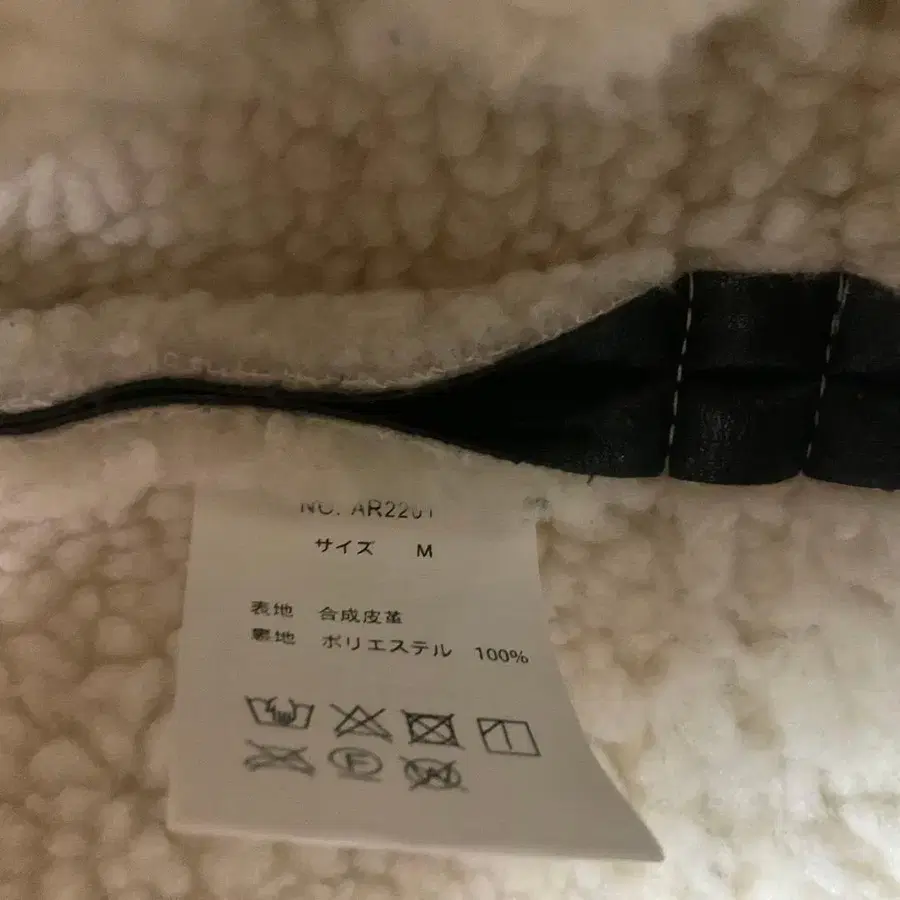 NO. AR2201
サイズ M
表地 合成皮革
裏地 ポリエステル 100%
F
W